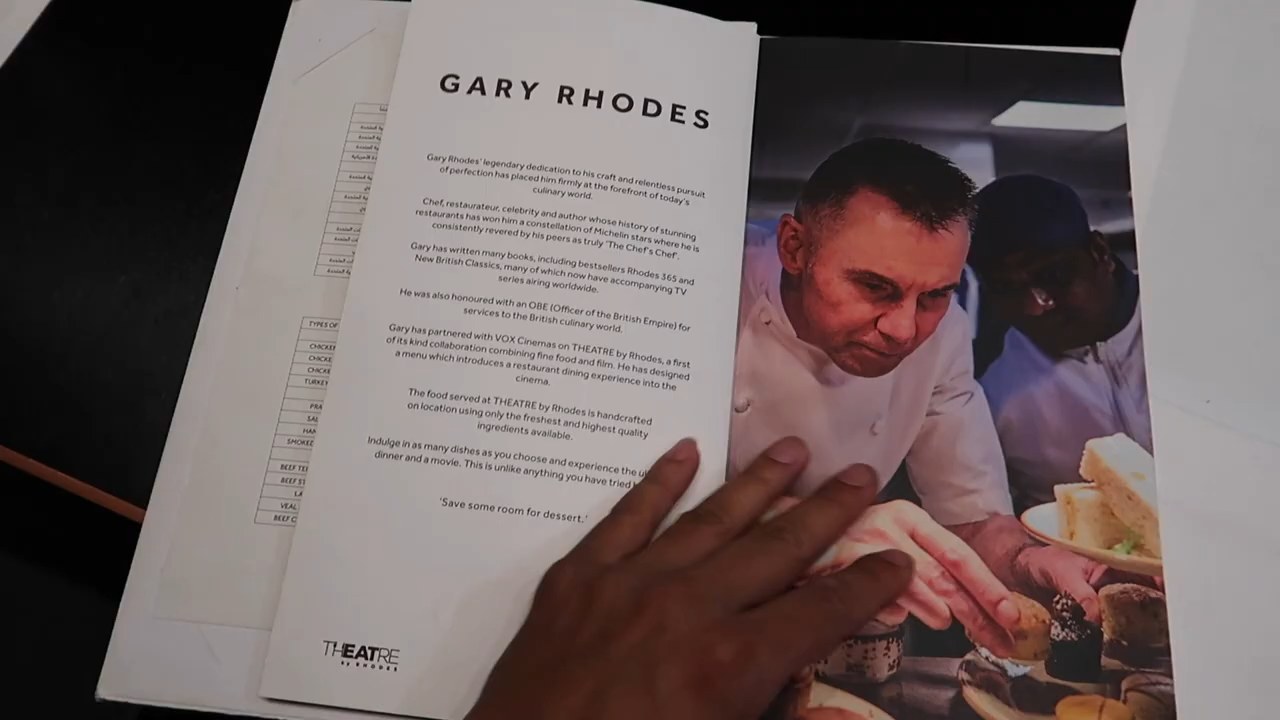 GARY RHODES
Gary Rhodes' legendary dedication to his craft and relentless pursuit
of perfection has placed him firmly at the forefront of today's
culinary world.
Chef, restaurateur, celebrity and author whose history of stunning
restaurants has won him a constellation of Michelin stars where he is
consistently revered by his peers as truly 'The Chef's Chef'.
Gary has written many books, including bestsellers Rhodes 365 and
New British Classics, many of which now have accompanying TV
series airing worldwide.
He was also honoured with an OBE (Officer of the British Empire) for
services to the British culinary world.
Gary has partnered with VOX Cinemas on THEATRE by Rhodes, a first
of its kind collaboration combining fine food and film. He has designed
a menu which introduces a restaurant dining experience into the
cinema.
The food served at THEATRE by Rhodes is handcrafted
on location using only the freshest and highest quality
ingredients available.
Indulge in as many dishes as you choose and experience the
dinner and a movie. This is unlike anything you have tried
'Save some room for dessert.'
THEATRE
by RHODES
TYPES OF
TURKEY
SMOKED
VEAL
BEEF